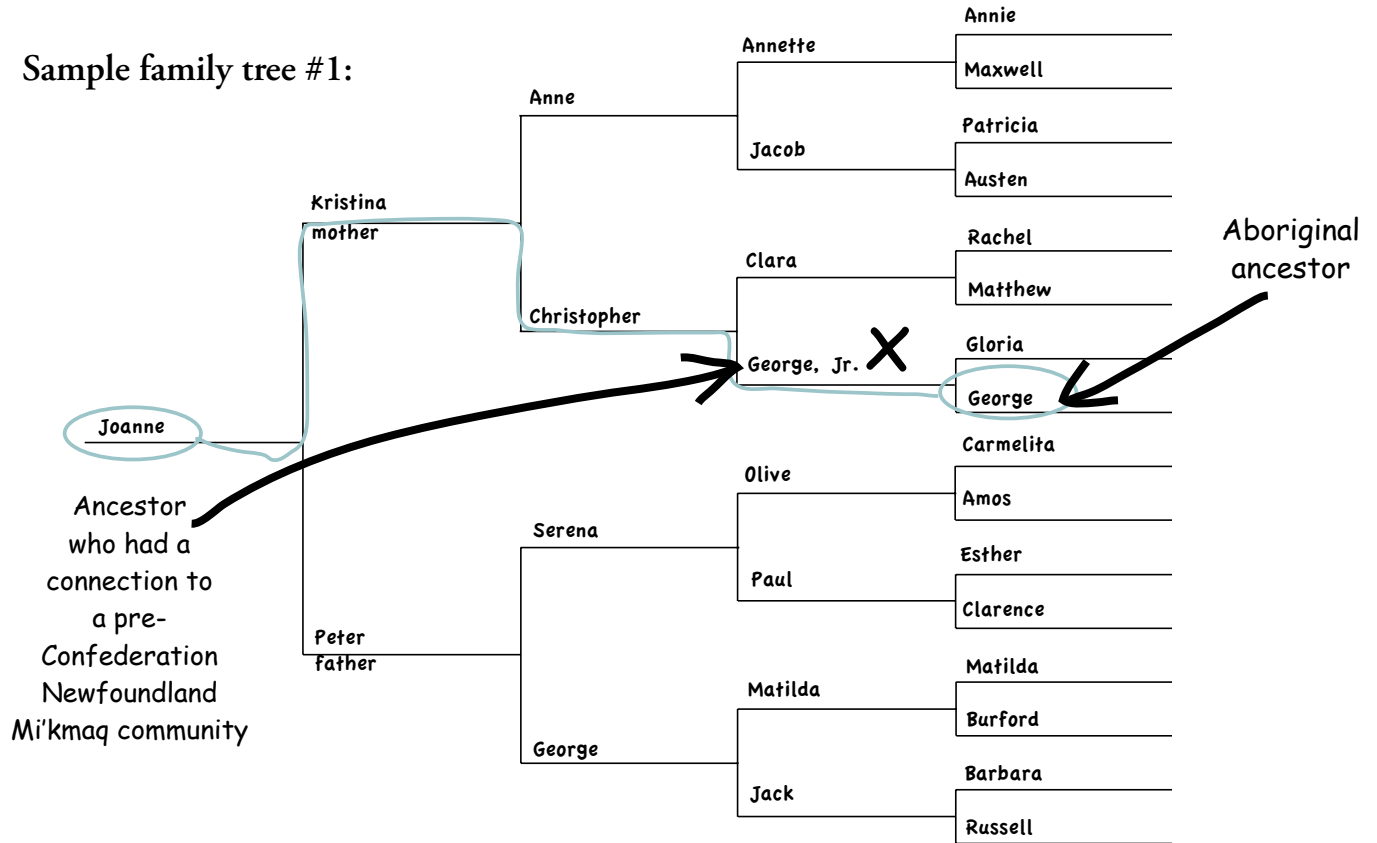 Sample family tree #1:
Joanne
Ancestor
who had a
connection to
a pre-
Confederation
Newfoundland
Mi'kmaq community
Kristina
mother
Peter
father
Anne
Christopher
Serena
George
Annette
Jacob
Clara
George, Jr. X
Olive
Paul
Matilda
Jack
Annie
Maxwell
Patricia
Austen
Rachel
Matthew
Gloria
George
Carmelita
Amos
Esther
Clarence
Matilda
Burford
Barbara
Russell
Aboriginal
ancestor